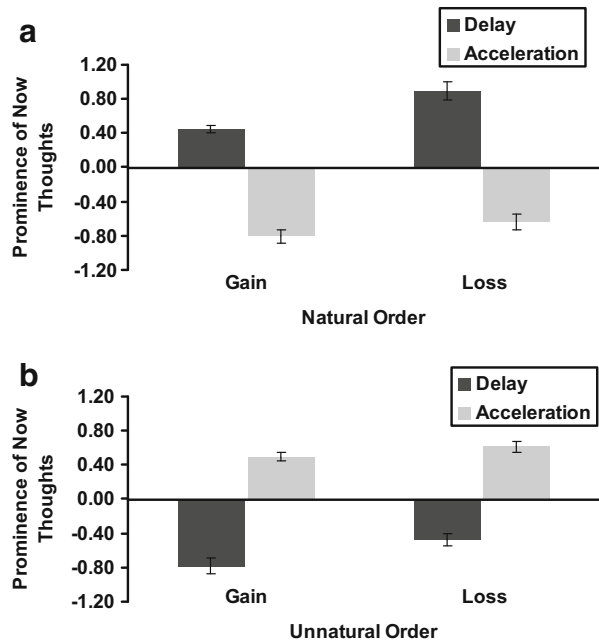 a
Delay
Acceleration
Prominence of Now
Thoughts
1.20
0.80
0.40
0.00
-0.40
-0.80
-1.20
Gain
Loss
Natural Order
b
Delay
Acceleration
Prominence of Now
Thoughts
1.20
0.80
0.40
0.00
-0.40
-0.80
-1.20
Gain
Loss
Unnatural Order